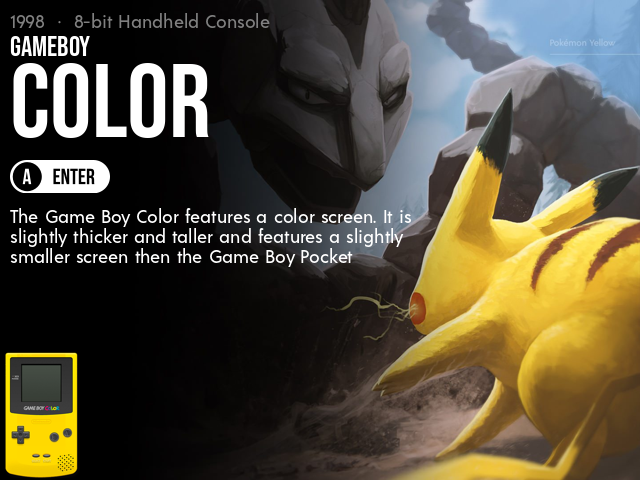 1998 · 8-bit Handheld Console
GAMEBOY
COLOR
A ENTER
The Game Boy Color features a color screen. It is
slightly thicker and taller and features a slightly
smaller screen then the Game Boy Pocket
Pokémon Yellow
GAME BOY COLOR